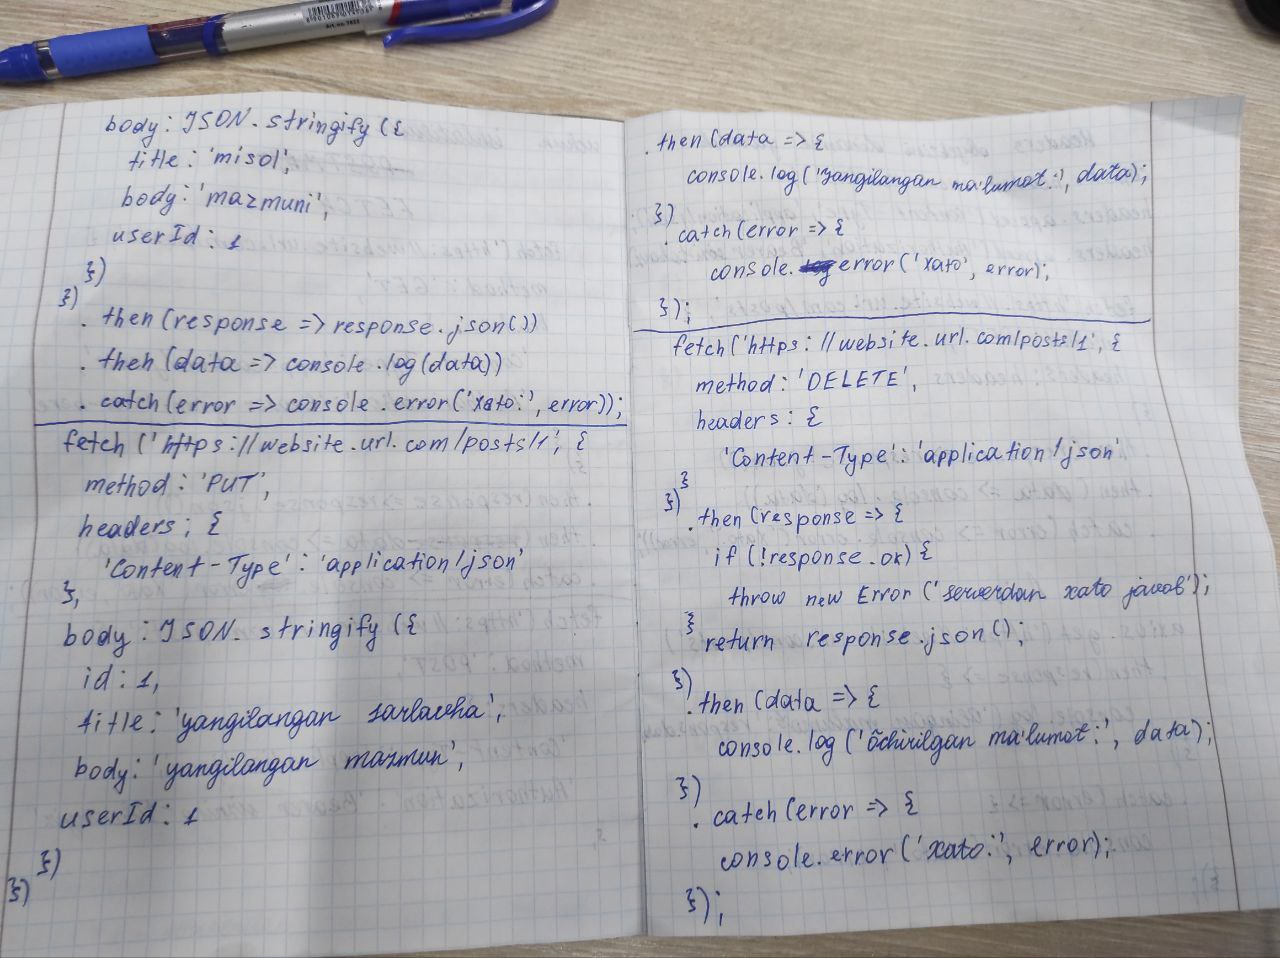 body: JSON.stringify({
title: 'misol',
body: 'mazmuni',
userId: 1
})
})
.then(response => response.json())
.then(data => console.log(data))
.catch(error => console.error('xato:', error));
fetch('https://website.url.com/posts/1', {
method: 'PUT',
headers: {
'Content-Type': 'application/json'
},
body: JSON.stringify({
id: 1,
title: 'yangilangan sarlavha',
body: 'yangilangan mazmun',
userId: 1
})
})
.then(data => {
console.log('yangilangan ma'lumot:', data);
})
.catch(error => {
console.error('xato', error);
});
fetch('https://website.url.com/posts/1', {
method: 'DELETE',
headers: {
'Content-Type': 'application/json'
}
})
.then(response => {
if (!response.ok) {
throw new Error('serverdan xato javob');
}
return response.json();
})
.then(data => {
console.log('õchirilgan ma'lumot:', data);
})
.catch(error => {
console.error('xato:', error);
});